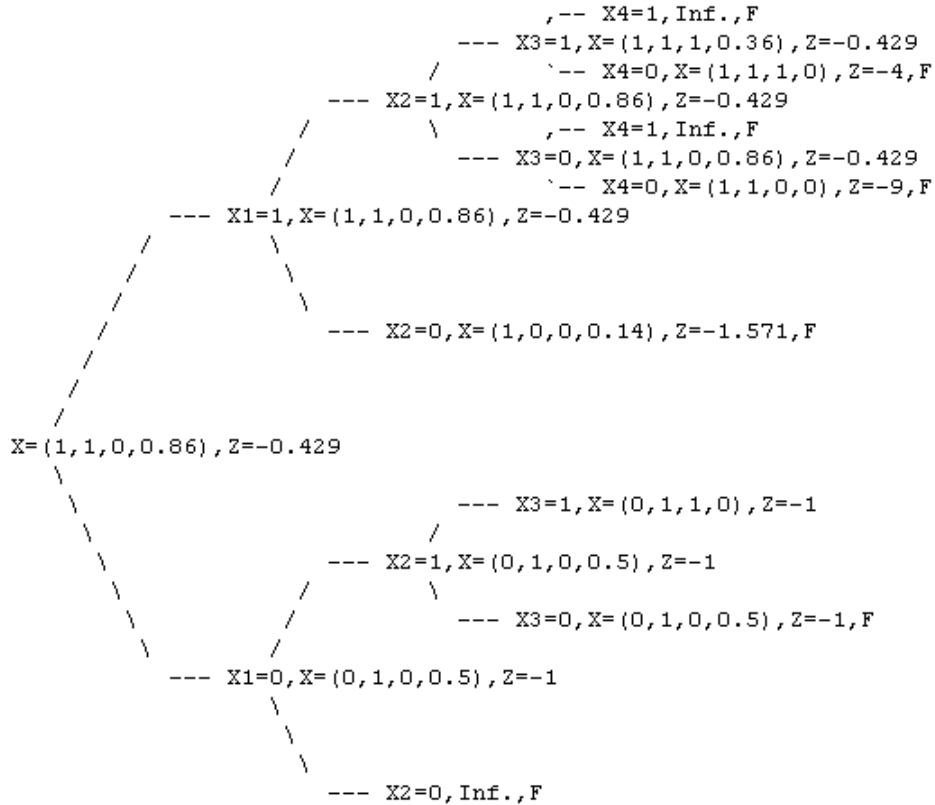 ,-- X4=1,Inf.,F
--- X3=1,X=(1,1,1,0.36),Z=-0.429
/ `-- X4=0,X=(1,1,1,0),Z=-4,F
--- X2=1,X=(1,1,0,0.86),Z=-0.429
/ \ ,-- X4=1,Inf.,F
/ --- X3=0,X=(1,1,0,0.86),Z=-0.429
/ `-- X4=0,X=(1,1,0,0),Z=-9,F
--- X1=1,X=(1,1,0,0.86),Z=-0.429
/ \
/ \
/ \
/ --- X2=0,X=(1,0,0,0.14),Z=-1.571,F
/
/
/
X=(1,1,0,0.86),Z=-0.429
\
\
\ --- X3=1,X=(0,1,1,0),Z=-1
\ /
\ --- X2=1,X=(0,1,0,0.5),Z=-1
\ / \
\ / --- X3=0,X=(0,1,0,0.5),Z=-1,F
\ /
--- X1=0,X=(0,1,0,0.5),Z=-1
\
\
\
--- X2=0,Inf.,F